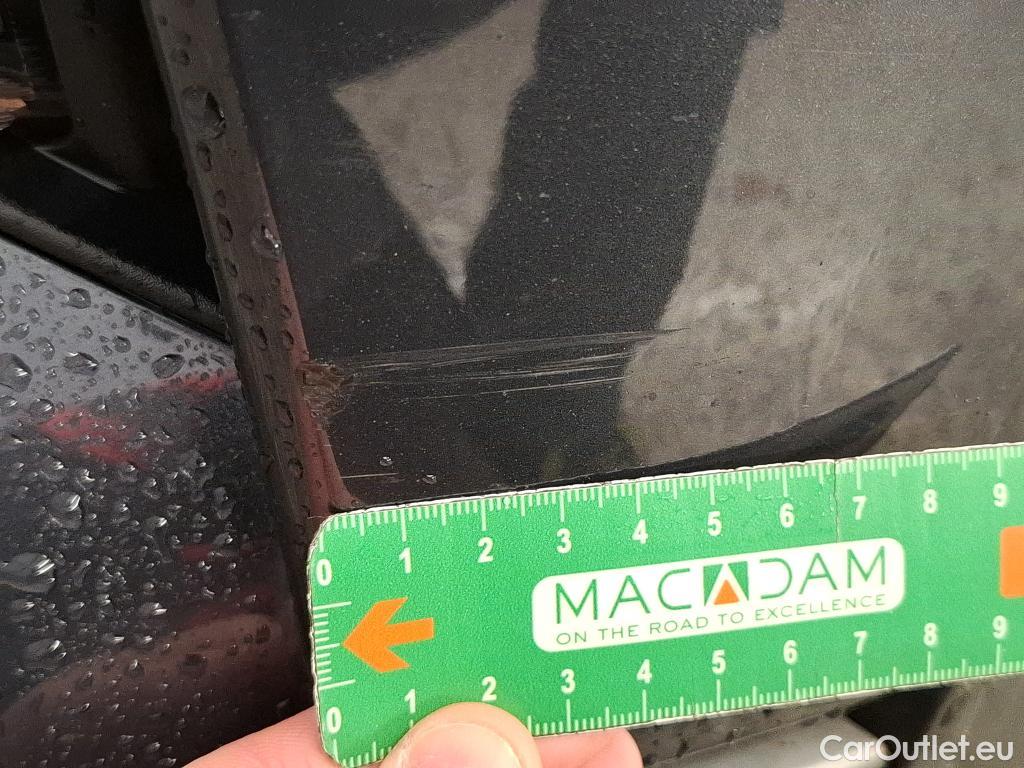 0 1 2 3 4 5 6 7 8 9
MACADAM
ON THE ROAD TO EXCELLENCE
0 1 2 3 4 5 6 7 8 9
CarOutlet.eu